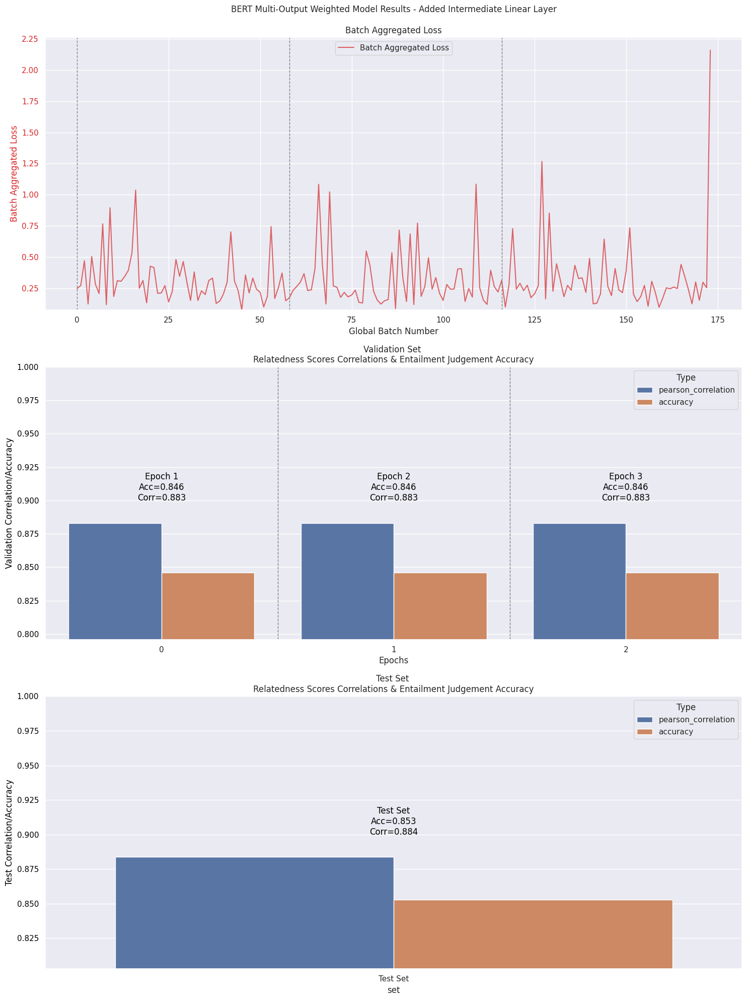 BERT Multi-Output Weighted Model Results - Added Intermediate Linear Layer
Batch Aggregated Loss
Batch Aggregated Loss
Batch Aggregated Loss
2.25
2.00
1.75
1.50
1.25
1.00
0.75
0.50
0.25
0 25 50 75 100 125 150 175
Global Batch Number
Validation Set
Relatedness Scores Correlations & Entailment Judgement Accuracy
Validation Correlation/Accuracy
1.000
0.975
0.950
0.925
0.900
0.875
0.850
0.825
0.800
Type
pearson_correlation
accuracy
Epoch 1
Acc=0.846
Corr=0.883
Epoch 2
Acc=0.846
Corr=0.883
Epoch 3
Acc=0.846
Corr=0.883
0 1 2
Epochs
Test Set
Relatedness Scores Correlations & Entailment Judgement Accuracy
Test Correlation/Accuracy
1.000
0.975
0.950
0.925
0.900
0.875
0.850
0.825
Type
pearson_correlation
accuracy
Test Set
Acc=0.853
Corr=0.884
Test Set
set